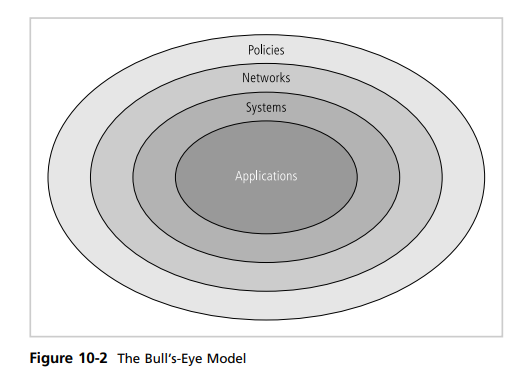 Policies
Networks
Systems
Applications
Figure 10-2 The Bull's-Eye Model